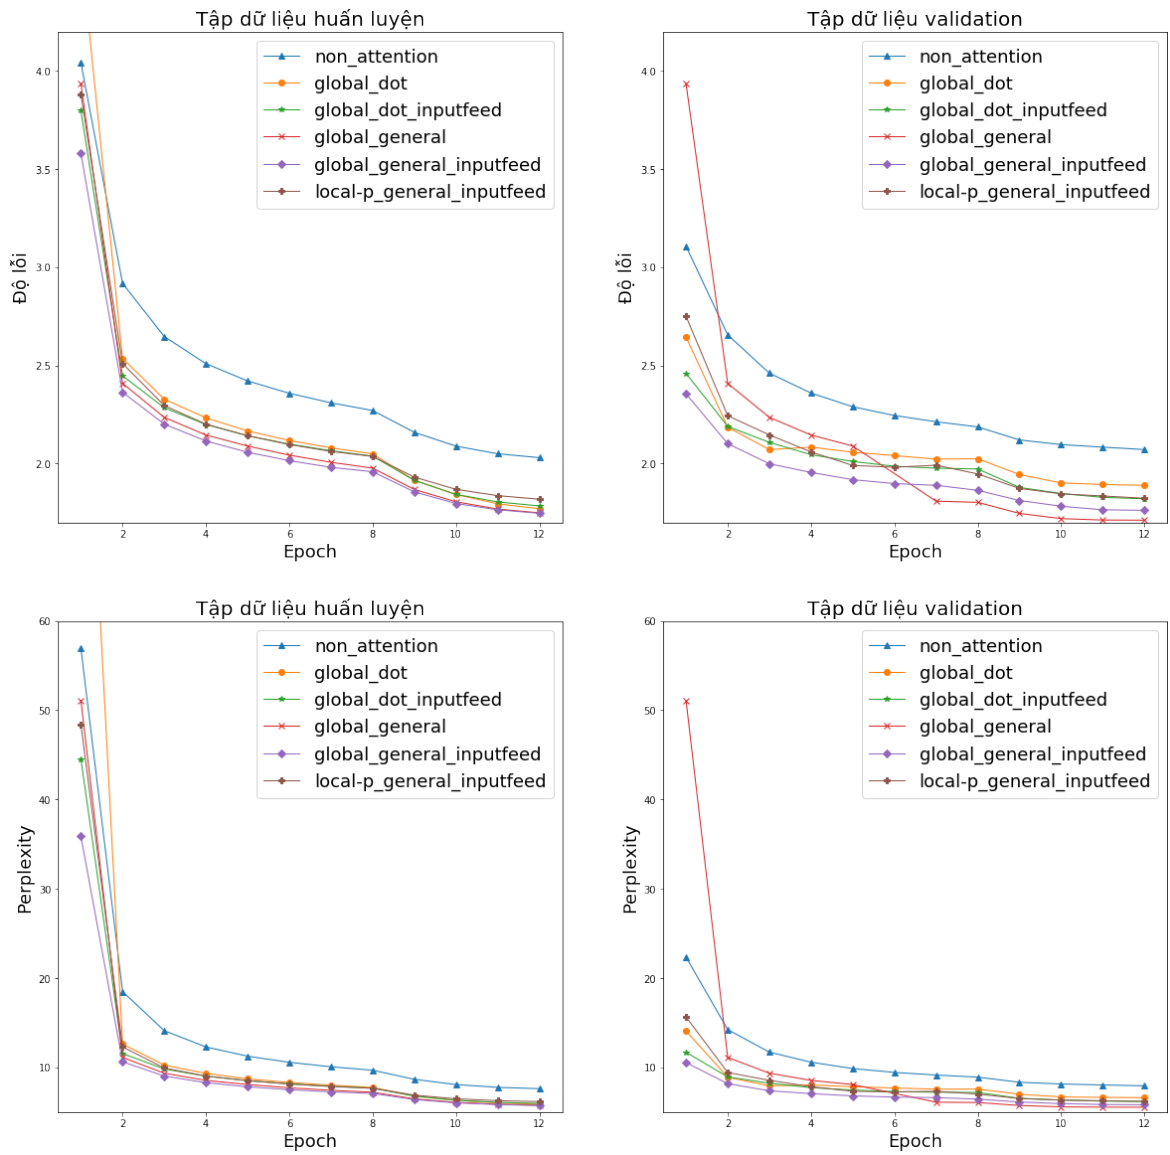 Tập dữ liệu huấn luyện
4.0
3.5
3.0
2.5
2.0
Độ lỗi
non_attention
global_dot
global_dot_inputfeed
global_general
global_general_inputfeed
local-p_general_inputfeed
2 4 6 8 10 12
Epoch
Tập dữ liệu validation
4.0
3.5
3.0
2.5
2.0
Độ lỗi
non_attention
global_dot
global_dot_inputfeed
global_general
global_general_inputfeed
local-p_general_inputfeed
2 4 6 8 10 12
Epoch
Tập dữ liệu huấn luyện
60
50
40
30
20
10
Perplexity
non_attention
global_dot
global_dot_inputfeed
global_general
global_general_inputfeed
local-p_general_inputfeed
2 4 6 8 10 12
Epoch
Tập dữ liệu validation
60
50
40
30
20
10
Perplexity
non_attention
global_dot
global_dot_inputfeed
global_general
global_general_inputfeed
local-p_general_inputfeed
2 4 6 8 10 12
Epoch